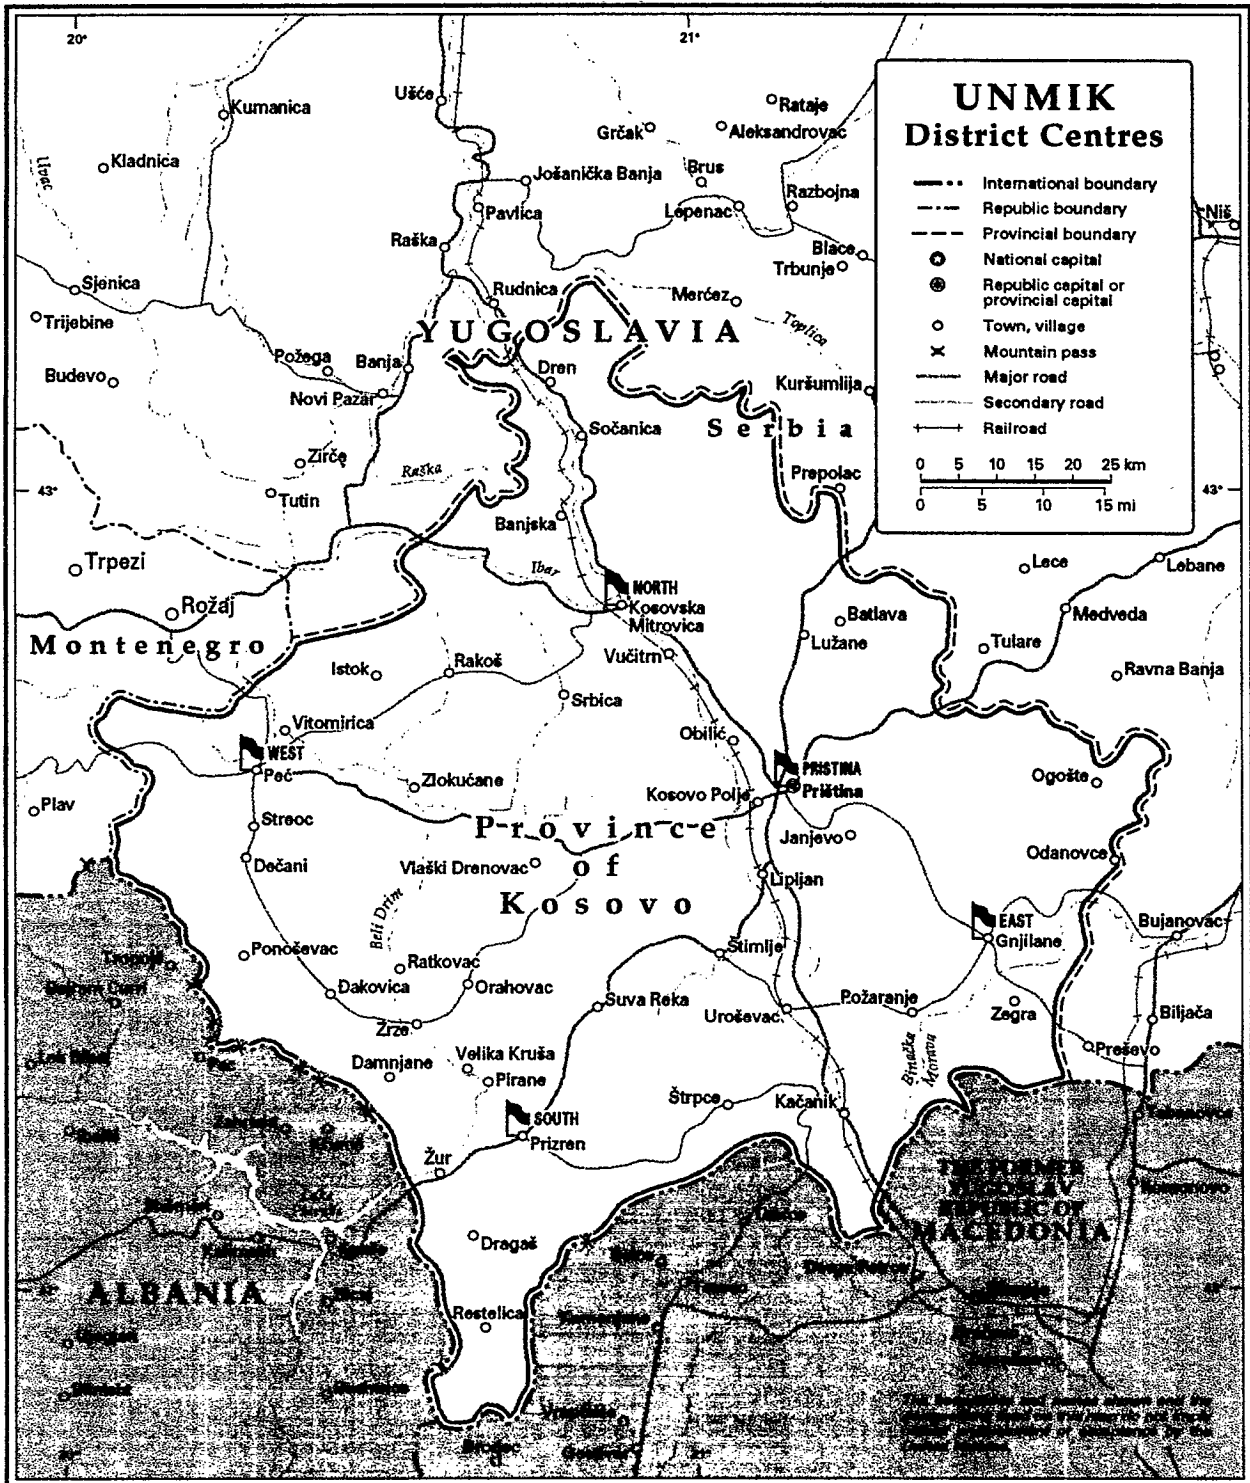 20°
21°
UNMIK
District Centres
International boundary
Republic boundary
Provincial boundary
National capital
Republic capital or
provincial capital
Town, village
Mountain pass
Major road
Secondary road
Railroad
0 5 10 15 20 25 km
0 5 10 15 mi
Kumanica
Ušće
Rataje
Grčak
Aleksandrovac
Uvac
Kladnica
Jošanička Banja
Brus
Pavlica
Lepenac
Razbojna
Niš
Raška
Blace
Trbunje
Sjenica
Rudnica
Merćez
Trijebine
YUGOSLAVIA
Toplica
Požega
Banja
Budevo
Dren
Kuršumlija
Novi Pazar
Sočanica
Serbia
Zirče
Raška
Prepolac
43°
43°
Tutin
Banjska
Trpezi
Ibar
Lece
Lebane
NORTH
Rožaj
Kosovska
Mitrovica
Batlava
Medveda
Montenegro
Lužane
Tulare
Vučitrn
Istok
Rakoš
Ravna Banja
Srbica
Vitomirica
Obilić
WEST
Peć
PRISTINA
Priština
Zlokućane
Ogošte
Plav
Kosovo Polje
Streoc
Province
of
Kosovo
Janjevo
Dečani
Vlaški Drenovac
Odanovce
Lipljan
Beli Drim
EAST
Gnjilane
Bujanovac
Ponoševac
Štimlje
Ratkovac
Đakovica
Orahovac
Suva Reka
Požaranje
Zegra
Uroševac
Biljača
Zrze
Preševo
Damnjane
Velika Kruša
Pirane
Binačka
Morava
Štrpce
Kačanik
SOUTH
Prizren
Žur
THE FORMER
YUGOSLAV
REPUBLIC OF
MACEDONIA
Dragaš
ALBANIA
Restelica